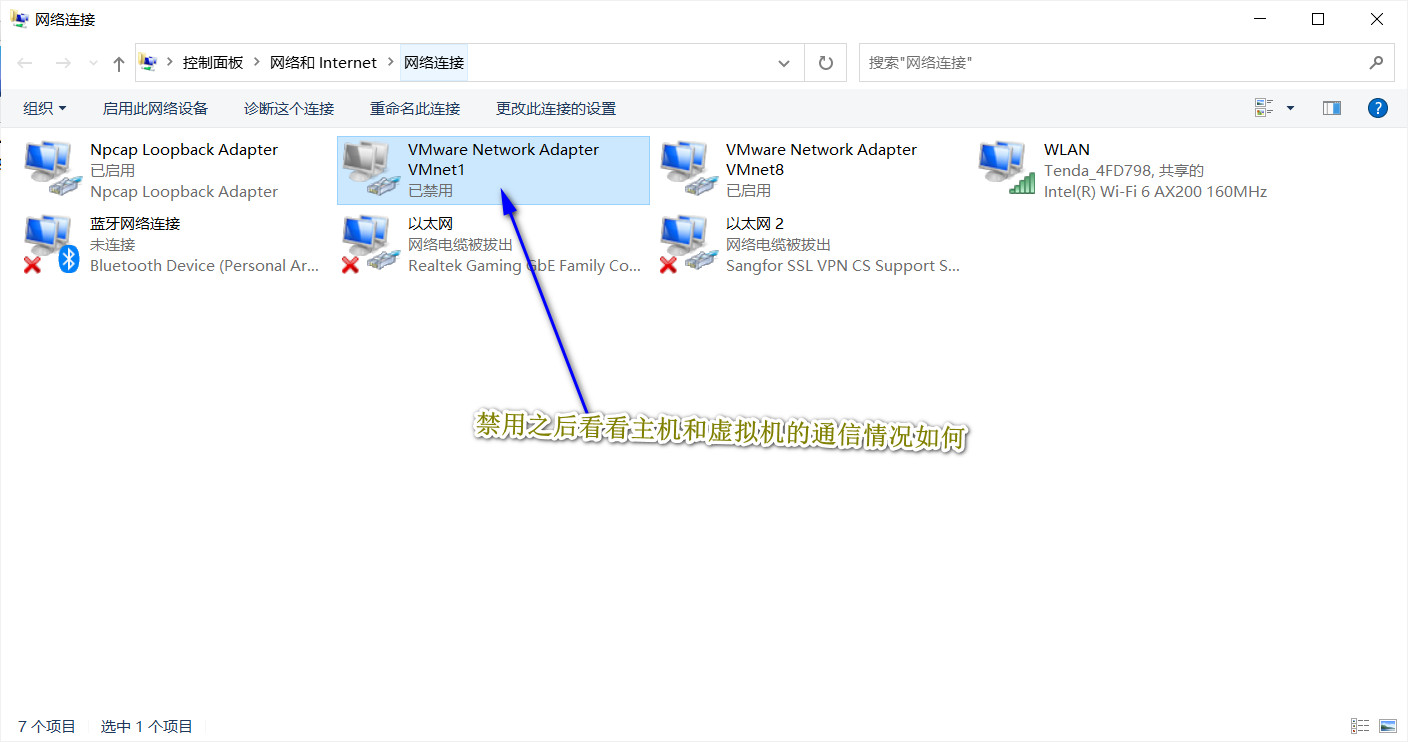 网络连接
控制面板 网络和 Internet 网络连接
搜索"网络连接"
组织 启用此网络设备 诊断这个连接 重命名此连接 更改此连接的设置
Npcap Loopback Adapter
已启用
Npcap Loopback Adapter
VMware Network Adapter
VMnet1
已禁用
VMware Network Adapter
VMnet8
已启用
WLAN
Tenda_4FD798, 共享的
Intel(R) Wi-Fi 6 AX200 160MHz
蓝牙网络连接
未连接
Bluetooth Device (Personal Ar...
以太网
网络电缆被拔出
Realtek Gaming GbE Family Co...
以太网 2
网络电缆被拔出
Sangfor SSL VPN CS Support S...
禁用之后看看主机和虚拟机的通信情况如何
7 个项目 选中 1 个项目